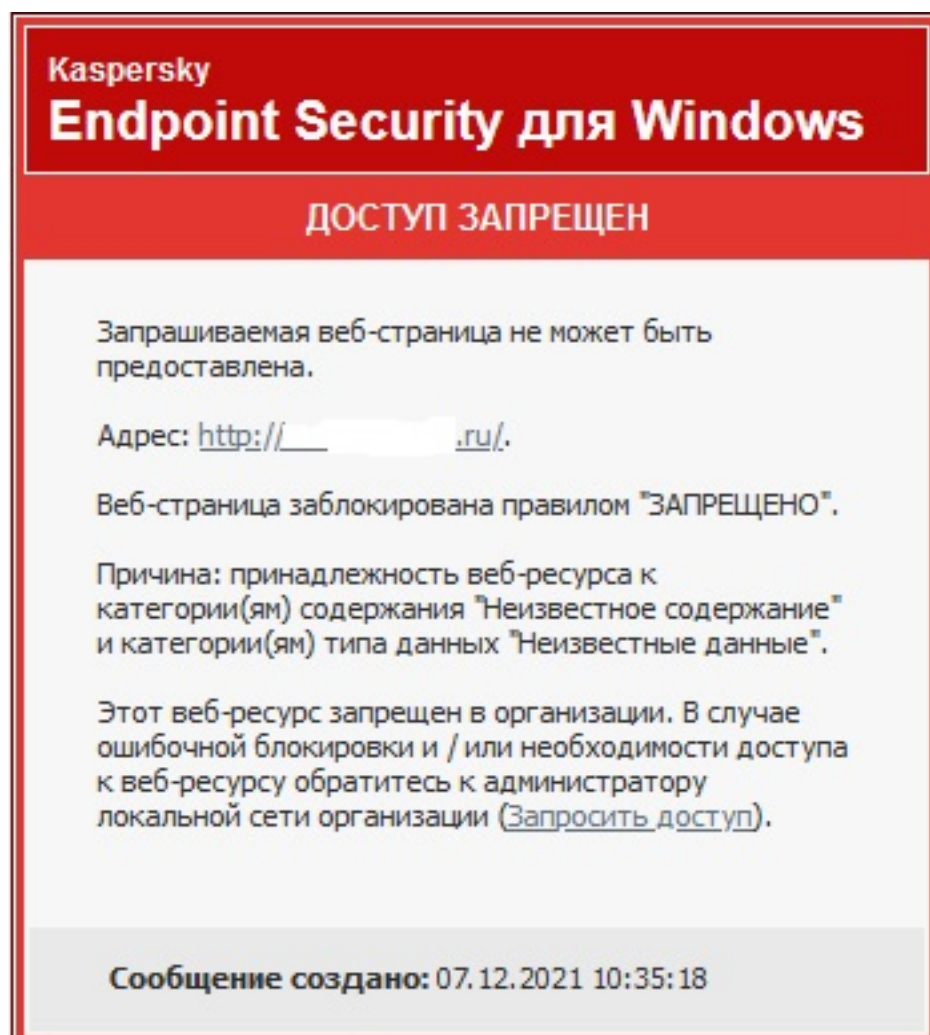 Kaspersky
Endpoint Security для Windows
ДОСТУП ЗАПРЕЩЕН
Запрашиваемая веб-страница не может быть
предоставлена.
Адрес: http://__ .ru/.
Веб-страница заблокирована правилом "ЗАПРЕЩЕНО".
Причина: принадлежность веб-ресурса к
категории(ям) содержания "Неизвестное содержание"
и категории(ям) типа данных "Неизвестные данные".
Этот веб-ресурс запрещен в организации. В случае
ошибочной блокировки и / или необходимости доступа
к веб-ресурсу обратитесь к администратору
локальной сети организации (Запросить доступ).
Сообщение создано: 07.12.2021 10:35:18